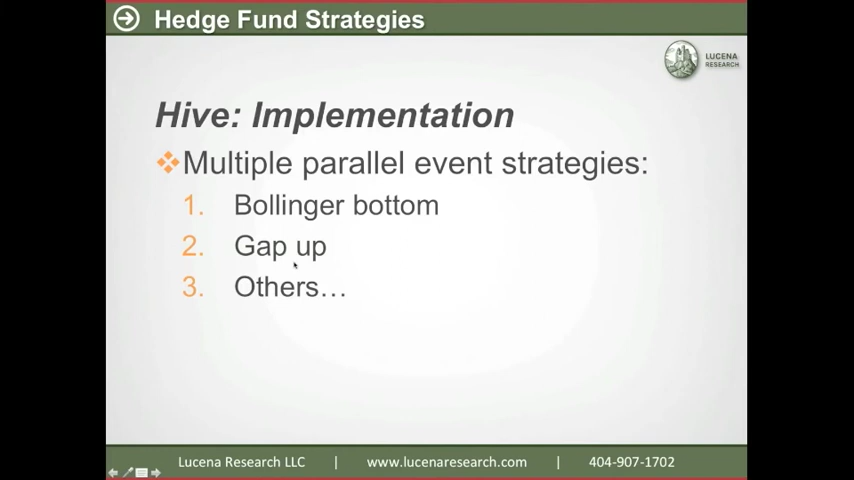 Hedge Fund Strategies
LUCENA
RESEARCH
Hive: Implementation
Multiple parallel event strategies:
1. Bollinger bottom
2. Gap up
3. Others…
Lucena Research LLC | www.lucenaresearch.com | 404-907-1702